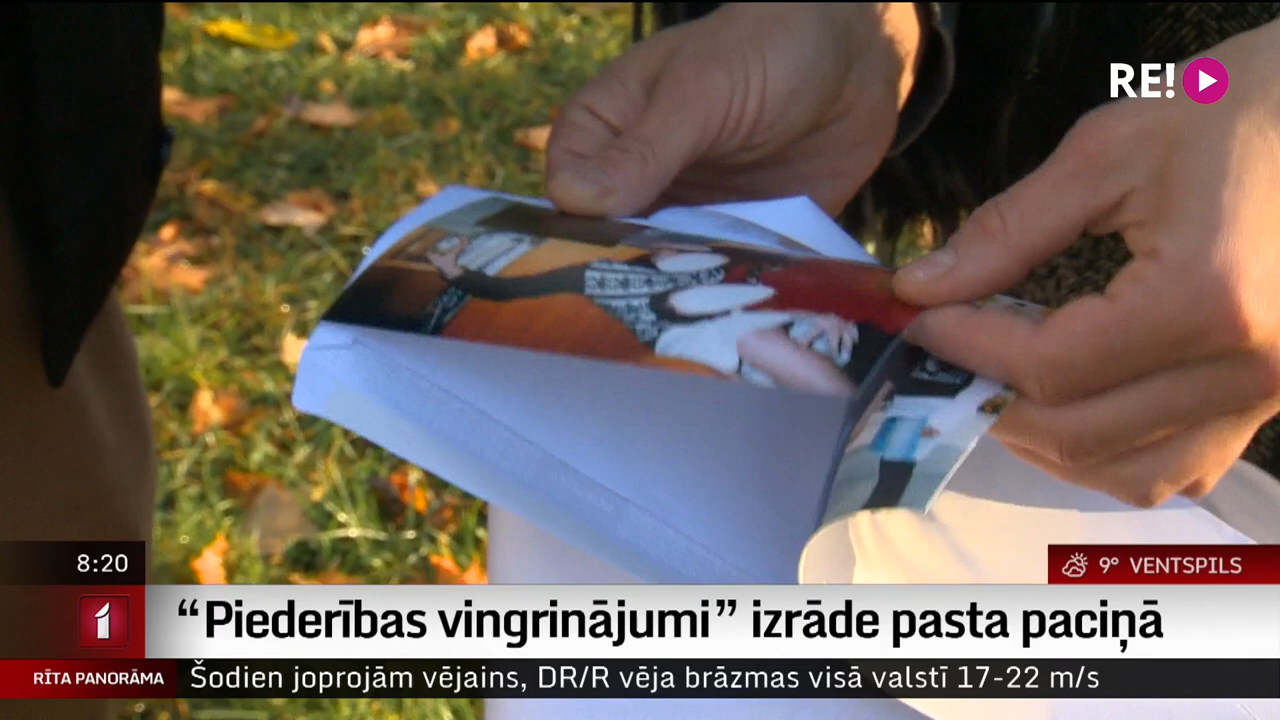 RE!
8:20
9° VENTSPILS
1
“Piederības vingrinājumi” izrāde pasta paciņā
RĪTA PANORĀMA
Šodien joprojām vējains, DR/R vēja brāzmas visā valstī 17-22 m/s